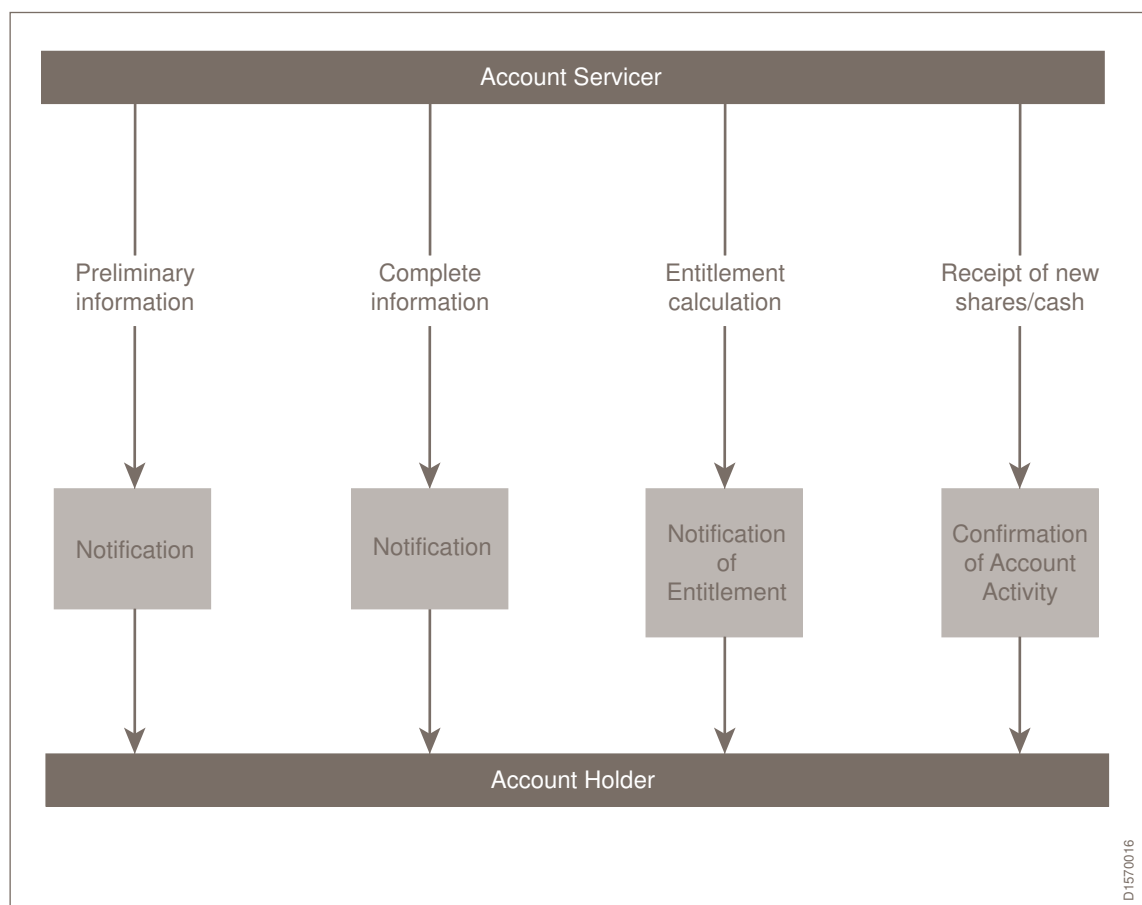 Account Servicer
Preliminary
information
Complete
information
Entitlement
calculation
Receipt of new
shares/cash
Notification
Notification
Notification
of
Entitlement
Confirmation
of Account
Activity
Account Holder
D1570016